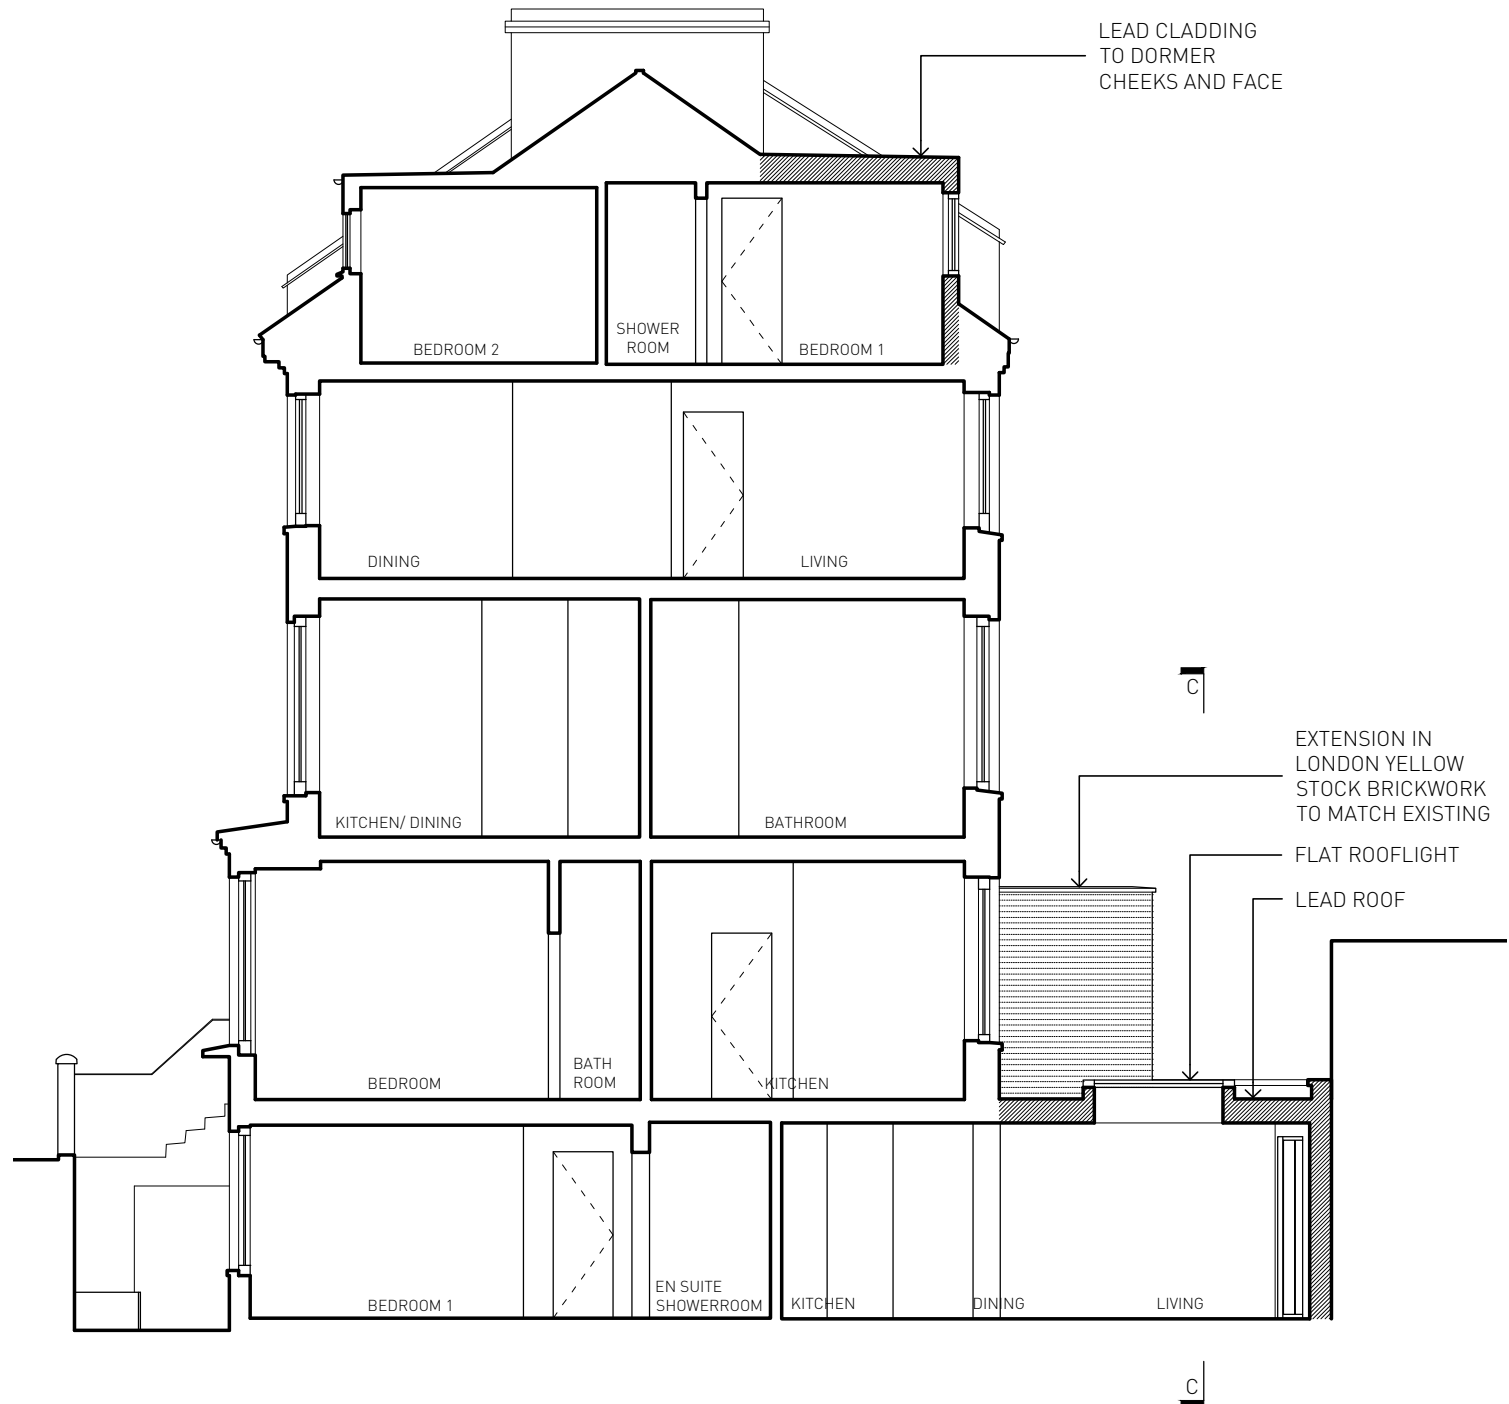 LEAD CLADDING
TO DORMER
CHEEKS AND FACE
BEDROOM 2
SHOWER
ROOM
BEDROOM 1
DINING
LIVING
C
EXTENSION IN
LONDON YELLOW
STOCK BRICKWORK
TO MATCH EXISTING
KITCHEN/ DINING
BATHROOM
FLAT ROOFLIGHT
LEAD ROOF
BEDROOM
BATH
ROOM
KITCHEN
BEDROOM 1
EN SUITE
SHOWERROOM
KITCHEN
DINING
LIVING
C